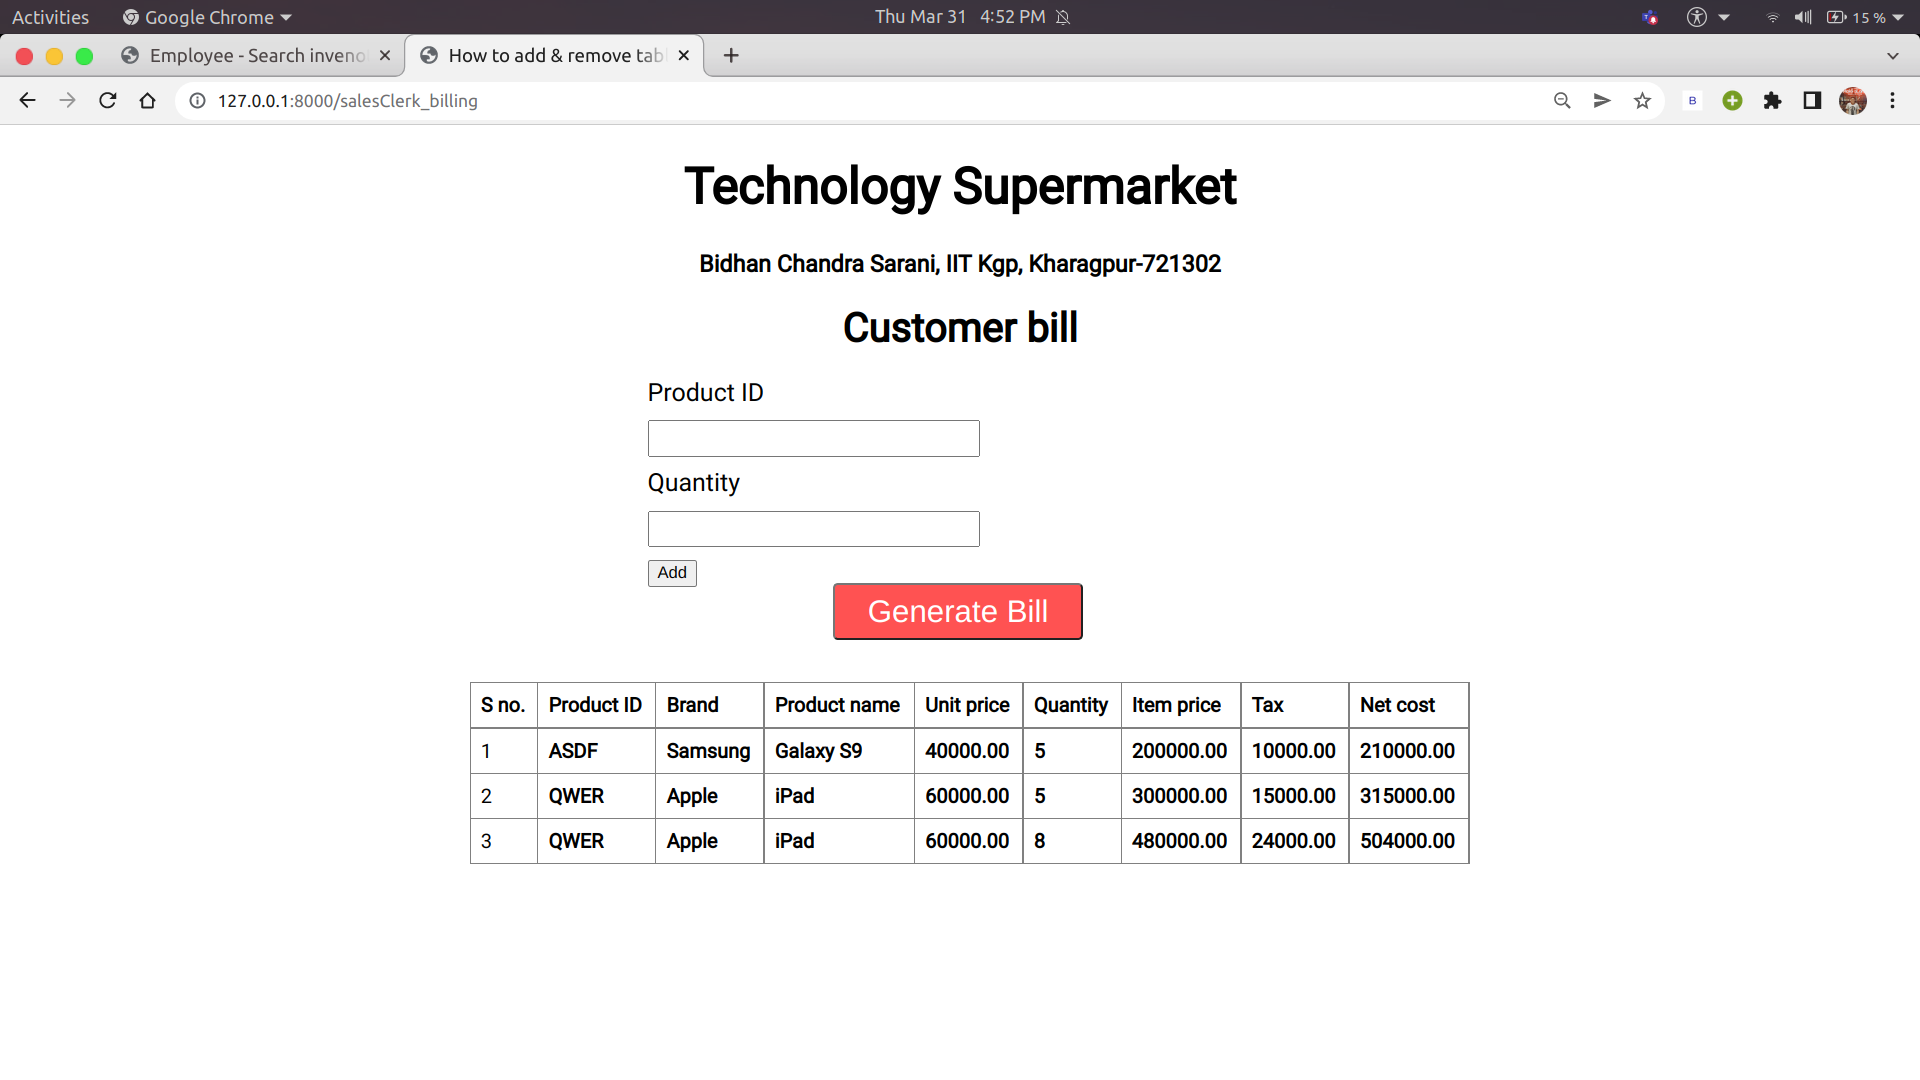 Activities Google Chrome Thu Mar 31 4:52 PM 15 %
Employee - Search inveno How to add & remove tab
127.0.0.1:8000/salesClerk_billing B
Technology Supermarket
Bidhan Chandra Sarani, IIT Kgp, Kharagpur-721302
Customer bill
Product ID
Quantity
Add
Generate Bill
S no. Product ID Brand Product name Unit price Quantity Item price Tax Net cost
1 ASDF Samsung Galaxy S9 40000.00 5 200000.00 10000.00 210000.00
2 QWER Apple iPad 60000.00 5 300000.00 15000.00 315000.00
3 QWER Apple iPad 60000.00 8 480000.00 24000.00 504000.00